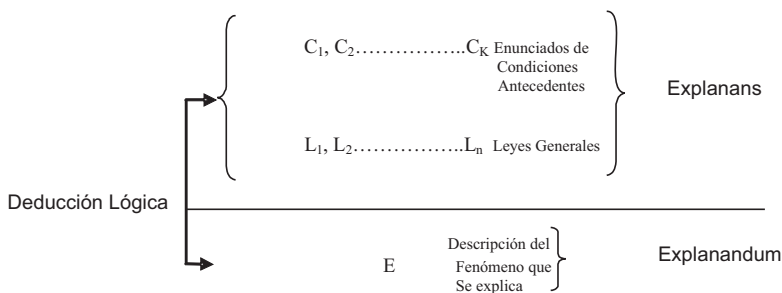 C₁, C₂……………..C_K Enunciados de
Condiciones
Antecedentes
Explanans
L₁, L₂……………..Lₙ Leyes Generales
Deducción Lógica
Descripción del
E Fenómeno que
Se explica
Explanandum